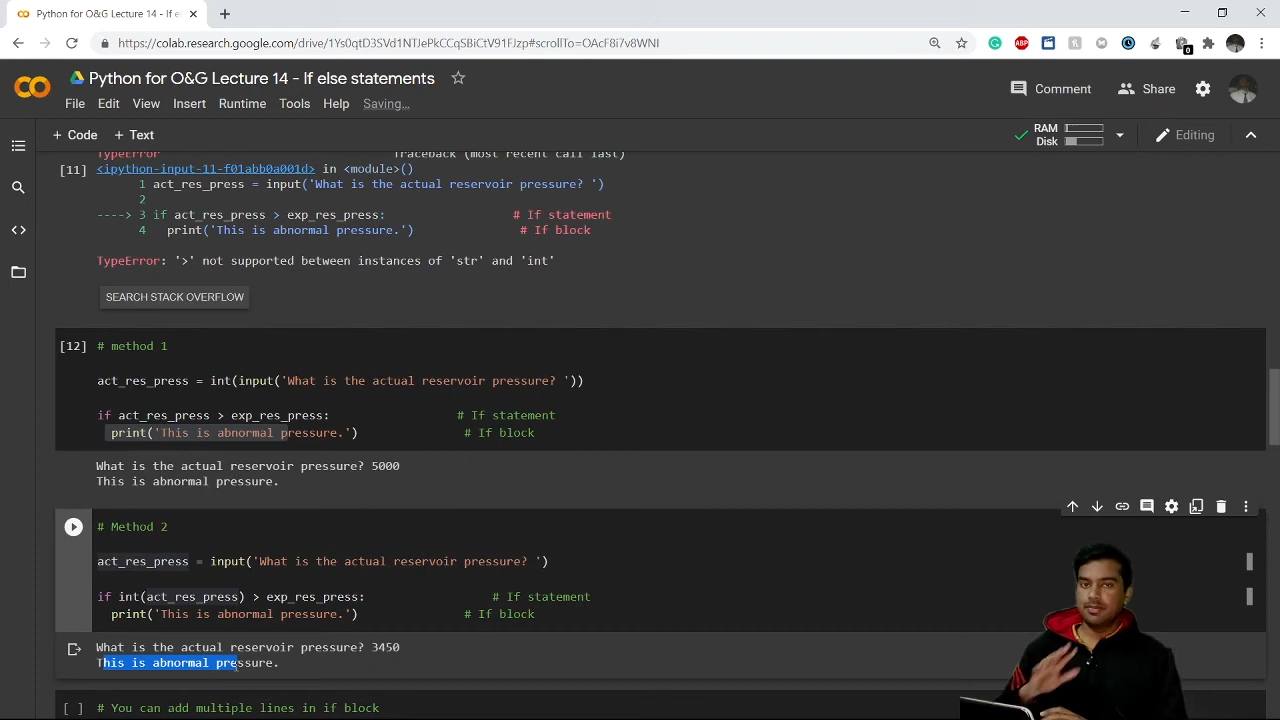 Python for O&G Lecture 14 - If e
https://colab.research.google.com/drive/1Ys0qtD3SVd1NTJePkCCqSBifCV91FJzp#scrollTo=OAcF8i7v8WNI
ABP
0
Python for O&G Lecture 14 - If else statements
File Edit View Insert Runtime Tools Help Saving...
Comment Share
+ Code + Text
RAM
Disk
Editing
TypeError Traceback (most recent call last)
[11] <ipython-input-11-f01abb0a001d> in <module>()
1 act_res_press = input('What is the actual reservoir pressure? ')
2
----> 3 if act_res_press > exp_res_press: # If statement
4 print('This is abnormal pressure.') # If block
TypeError: '>' not supported between instances of 'str' and 'int'
SEARCH STACK OVERFLOW
[12] # method 1
act_res_press = int(input('What is the actual reservoir pressure? '))
if act_res_press > exp_res_press: # If statement
print('This is abnormal pressure.') # If block
What is the actual reservoir pressure? 5000
This is abnormal pressure.
# Method 2
act_res_press = input('What is the actual reservoir pressure? ')
if int(act_res_press) > exp_res_press: # If statement
print('This is abnormal pressure.') # If block
What is the actual reservoir pressure? 3450
This is abnormal pressure.
[ ] # You can add multiple lines in if block